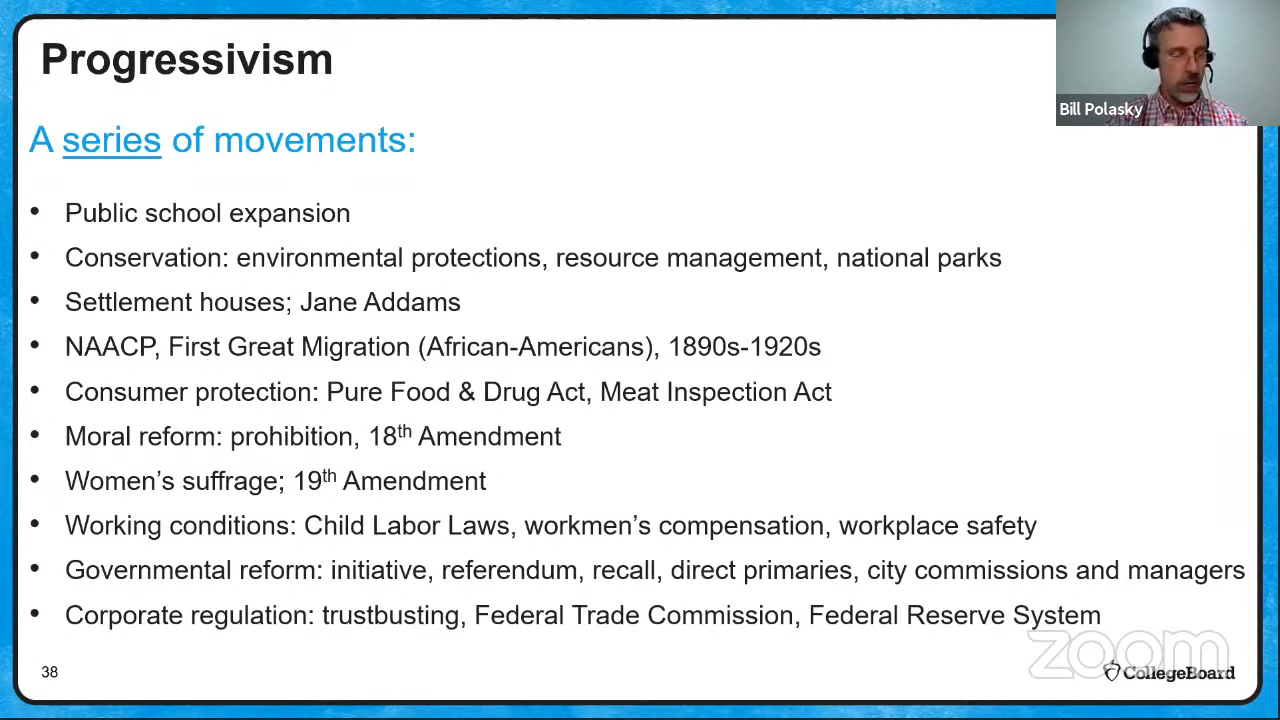 Progressivism
Bill Polasky
A series of movements:
• Public school expansion
• Conservation: environmental protections, resource management, national parks
• Settlement houses; Jane Addams
• NAACP, First Great Migration (African-Americans), 1890s-1920s
• Consumer protection: Pure Food & Drug Act, Meat Inspection Act
• Moral reform: prohibition, 18th Amendment
• Women’s suffrage; 19th Amendment
• Working conditions: Child Labor Laws, workmen’s compensation, workplace safety
• Governmental reform: initiative, referendum, recall, direct primaries, city commissions and managers
• Corporate regulation: trustbusting, Federal Trade Commission, Federal Reserve System
zoom
38
CollegeBoard